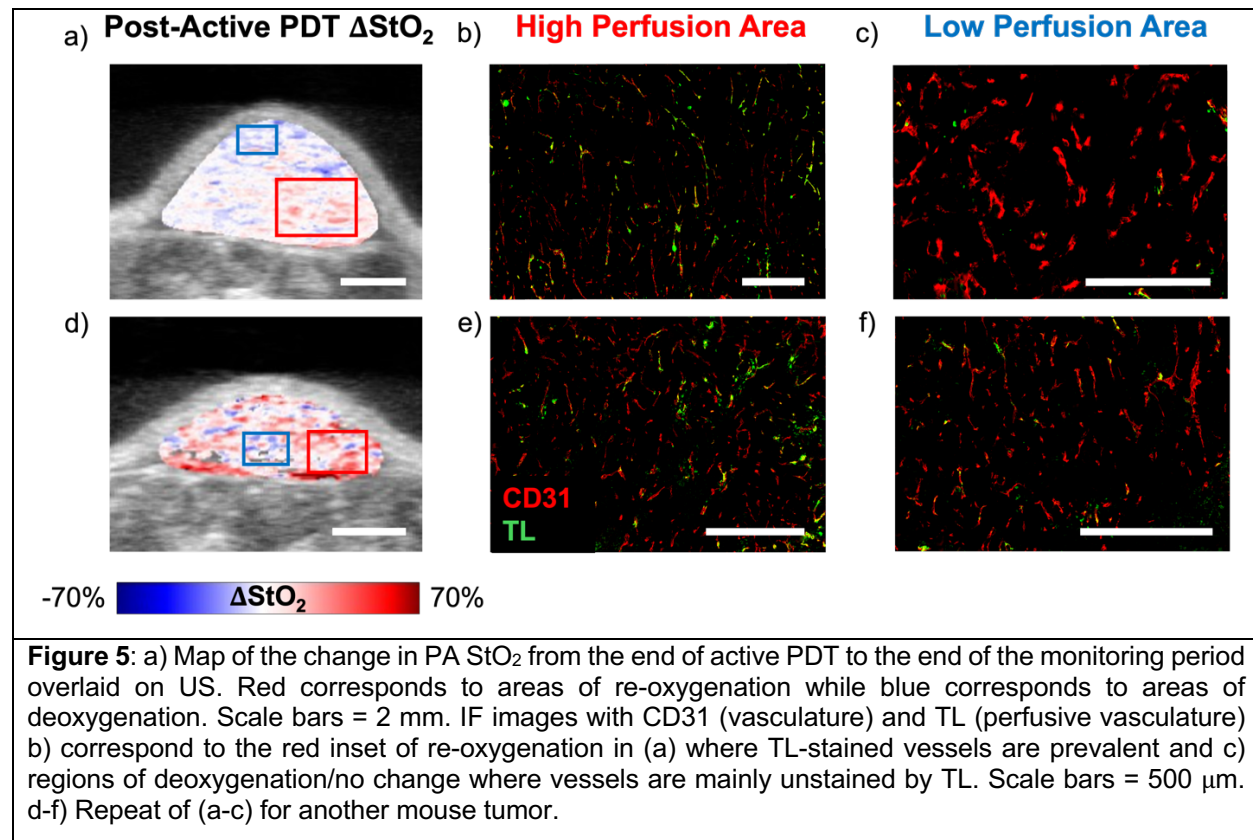 a) Post-Active PDT ΔStO₂ b) High Perfusion Area c) Low Perfusion Area
d) e) f)
CD31
TL
-70% ΔStO₂ 70%
Figure 5: a) Map of the change in PA StO₂ from the end of active PDT to the end of the monitoring period
overlaid on US. Red corresponds to areas of re-oxygenation while blue corresponds to areas of
deoxygenation. Scale bars = 2 mm. IF images with CD31 (vasculature) and TL (perfusive vasculature)
b) correspond to the red inset of re-oxygenation in (a) where TL-stained vessels are prevalent and c)
regions of deoxygenation/no change where vessels are mainly unstained by TL. Scale bars = 500 μm.
d-f) Repeat of (a-c) for another mouse tumor.